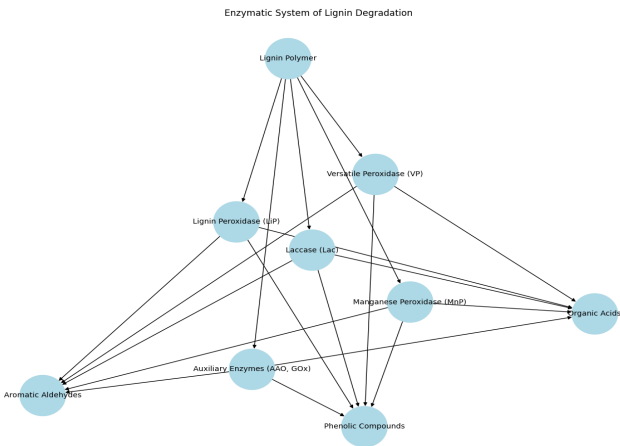 Enzymatic System of Lignin Degradation
Lignin Polymer
Versatile Peroxidase (VP)
Lignin Peroxidase (LiP)
Laccase (Lac)
Manganese Peroxidase (MnP)
Organic Acids
Auxiliary Enzymes (AAO, GOx)
Aromatic Aldehydes
Phenolic Compounds